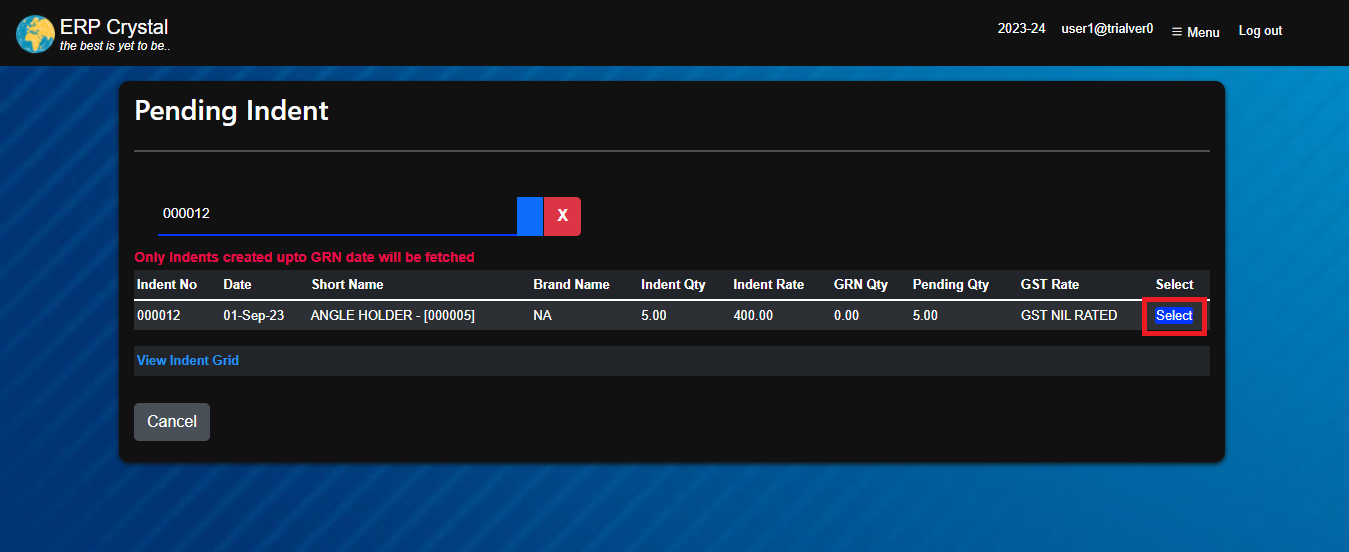 ERP Crystal
the best is yet to be..
2023-24 user1@trialver0 ≡ Menu Log out
Pending Indent
000012 X
Only Indents created upto GRN date will be fetched
Indent No Date Short Name Brand Name Indent Qty Indent Rate GRN Qty Pending Qty GST Rate Select
000012 01-Sep-23 ANGLE HOLDER - [000005] NA 5.00 400.00 0.00 5.00 GST NIL RATED Select
View Indent Grid
Cancel